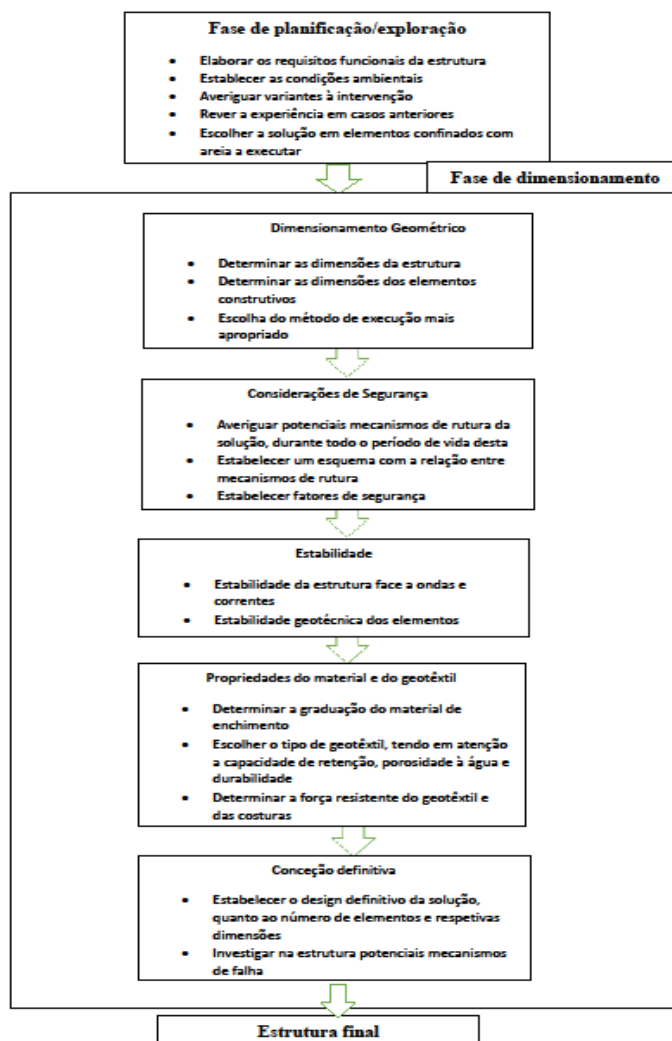 Fase de planificação/exploração
• Elaborar os requisitos funcionais da estrutura
• Establecer as condições ambientais
• Averiguar variantes à intervenção
• Rever a experiência em casos anteriores
• Escolher a solução em elementos confinados com
areia a executar
Fase de dimensionamento
Dimensionamento Geométrico
• Determinar as dimensões da estrutura
• Determinar as dimensões dos elementos
construtivos
• Escolha do método de execução mais
apropriado
Considerações de Segurança
• Averiguar potenciais mecanismos de rutura da
solução, durante todo o período de vida desta
• Estabelecer um esquema com a relação entre
mecanismos de rutura
• Estabelecer fatores de segurança
Estabilidade
• Estabilidade da estrutura face a ondas e
correntes
• Estabilidade geotécnica dos elementos
Propriedades do material e do geotêxtil
• Determinar a graduação do material de
enchimento
• Escolher o tipo de geotêxtil, tendo em atenção
a capacidade de retenção, porosidade à água e
durabilidade
• Determinar a força resistente do geotêxtil e
das costuras
Conceção definitiva
• Estabelecer o design definitivo da solução,
quanto ao número de elementos e respetivas
dimensões
• Investigar na estrutura potenciais mecanismos
de falha
Estrutura final